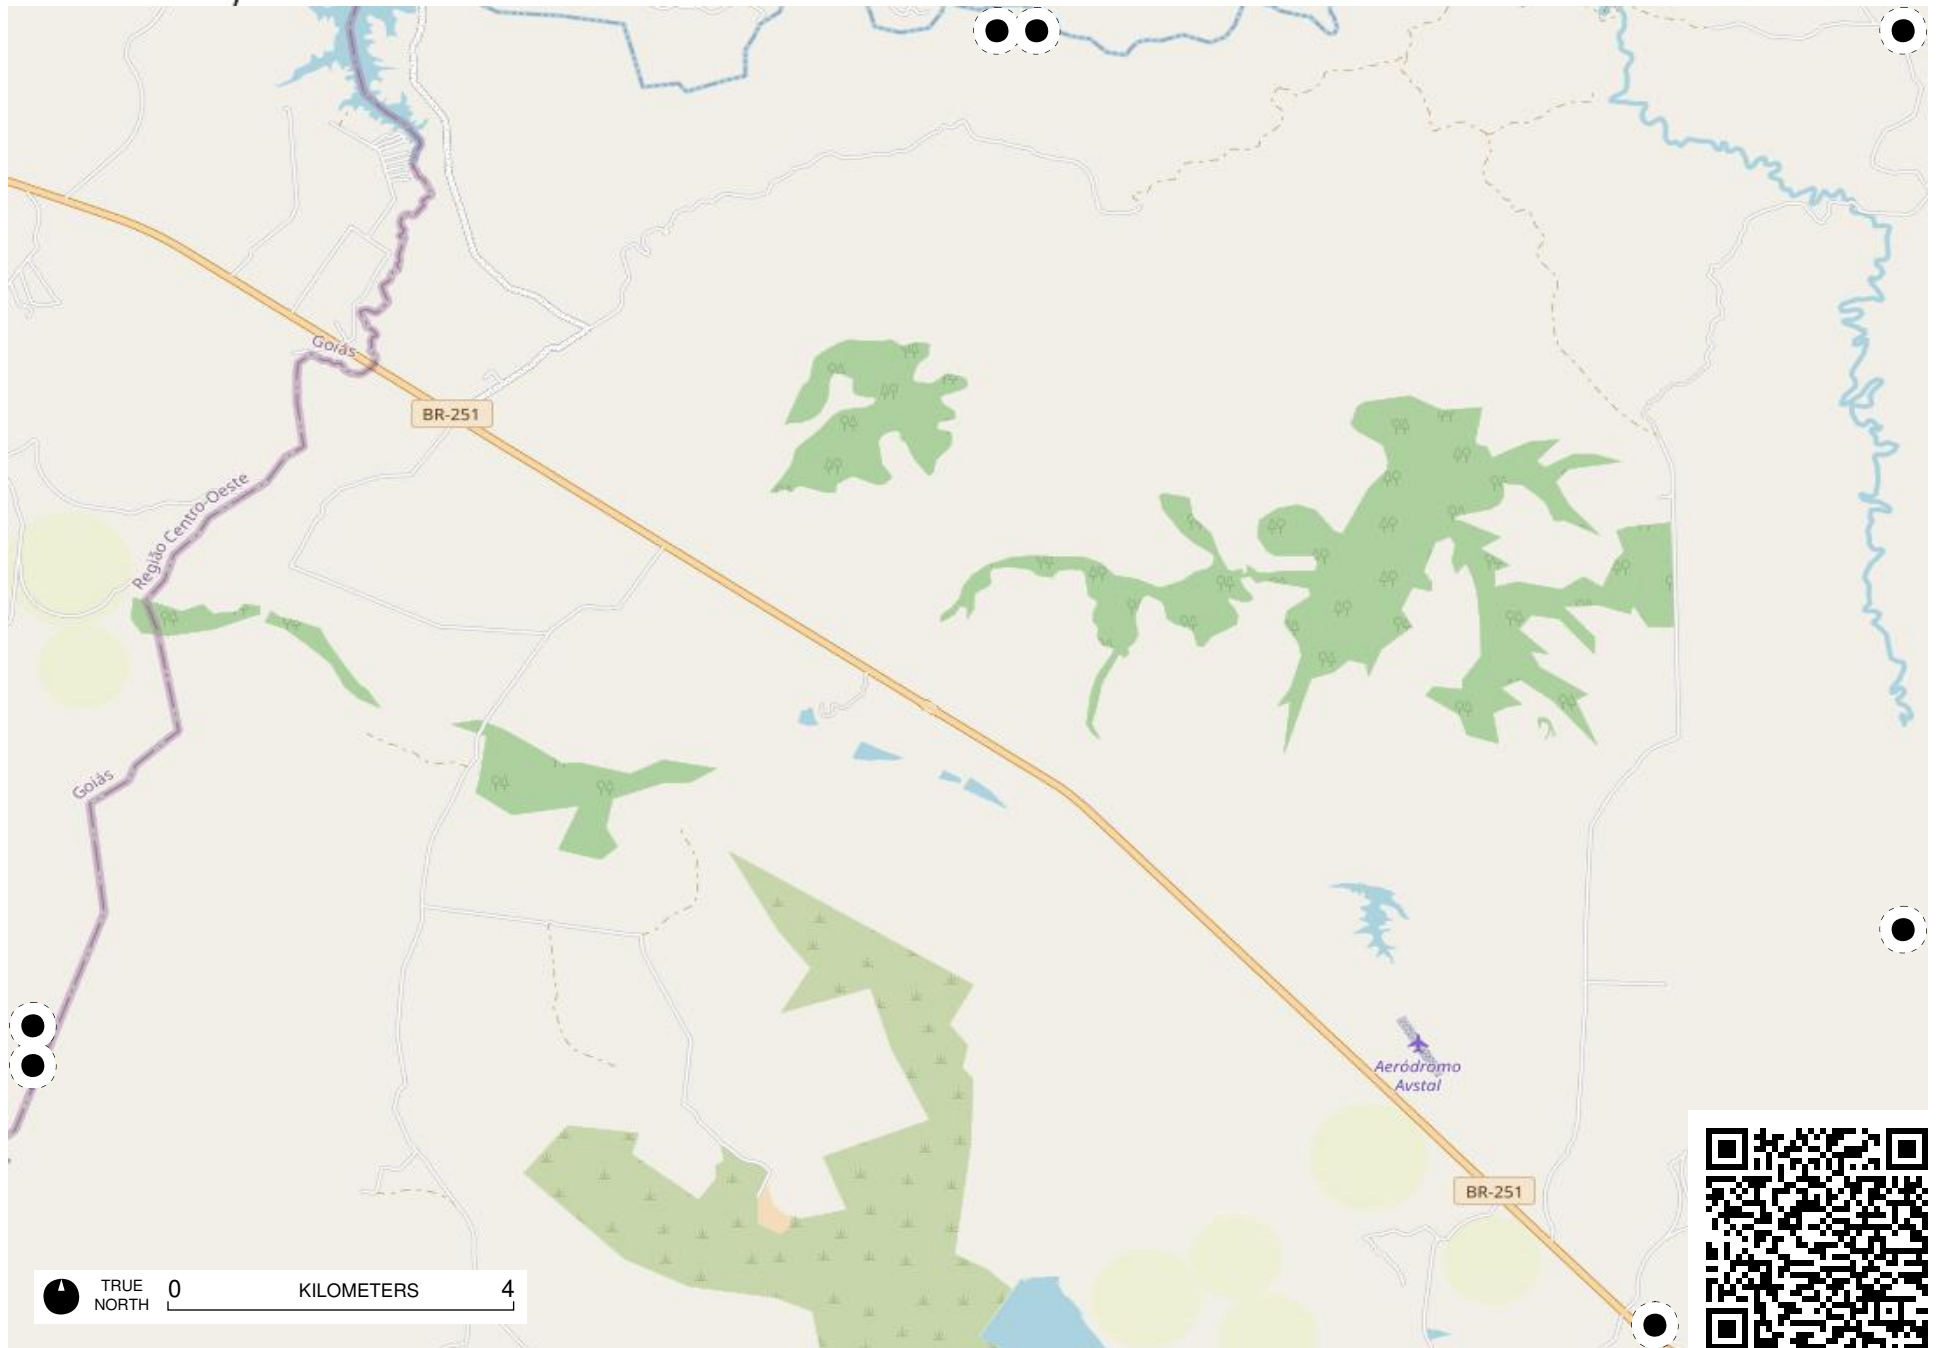 Goiás
BR-251
Região Centro-Oeste
Goiás
Aeródromo
Avstal
BR-251
TRUE
NORTH
0 KILOMETERS 4